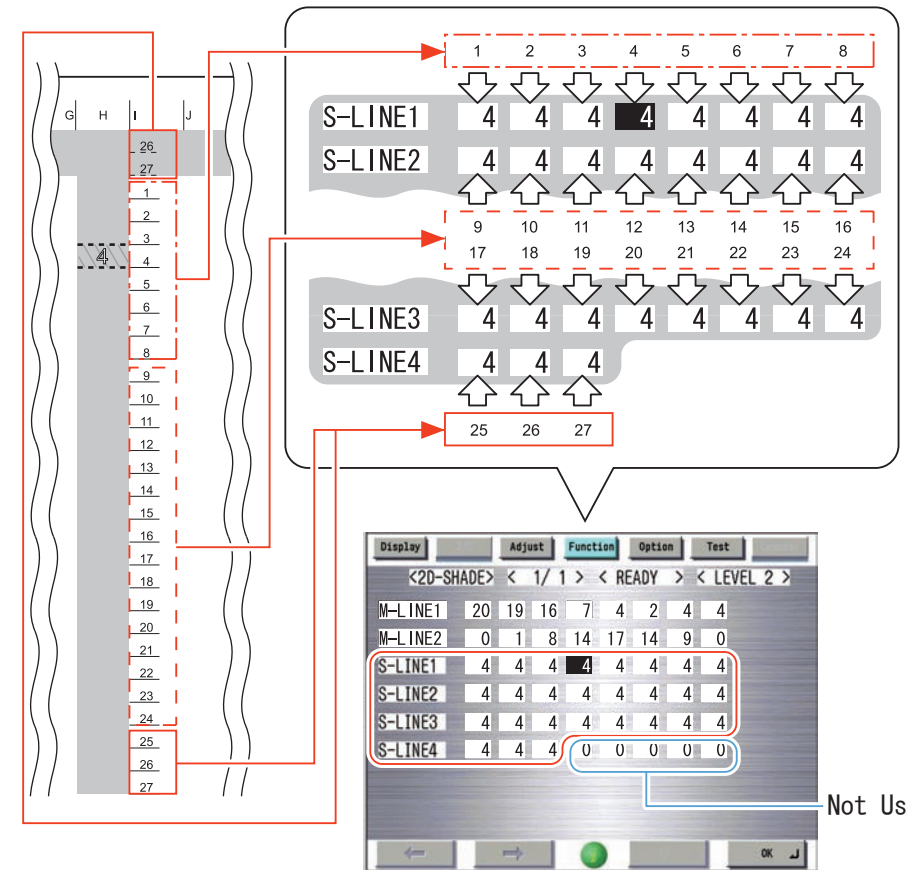 G H I J
26
27
1
2
3
4
4
5
6
7
8
9
10
11
12
13
14
15
16
17
18
19
20
21
22
23
24
25
26
27
1 2 3 4 5 6 7 8
S-LINE1 4 4 4 4 4 4 4 4
S-LINE2 4 4 4 4 4 4 4 4
9 10 11 12 13 14 15 16
17 18 19 20 21 22 23 24
S-LINE3 4 4 4 4 4 4 4 4
S-LINE4 4 4 4
25 26 27
Display Adjust Function Option Test
<2D-SHADE> < 1/ 1 > < READY > < LEVEL 2 >
M-LINE1 20 19 16 7 4 2 4 4
M-LINE2 0 1 8 14 17 14 9 0
S-LINE1 4 4 4 4 4 4 4 4
S-LINE2 4 4 4 4 4 4 4 4
S-LINE3 4 4 4 4 4 4 4 4
S-LINE4 4 4 4 0 0 0 0 0
Not Us
OK